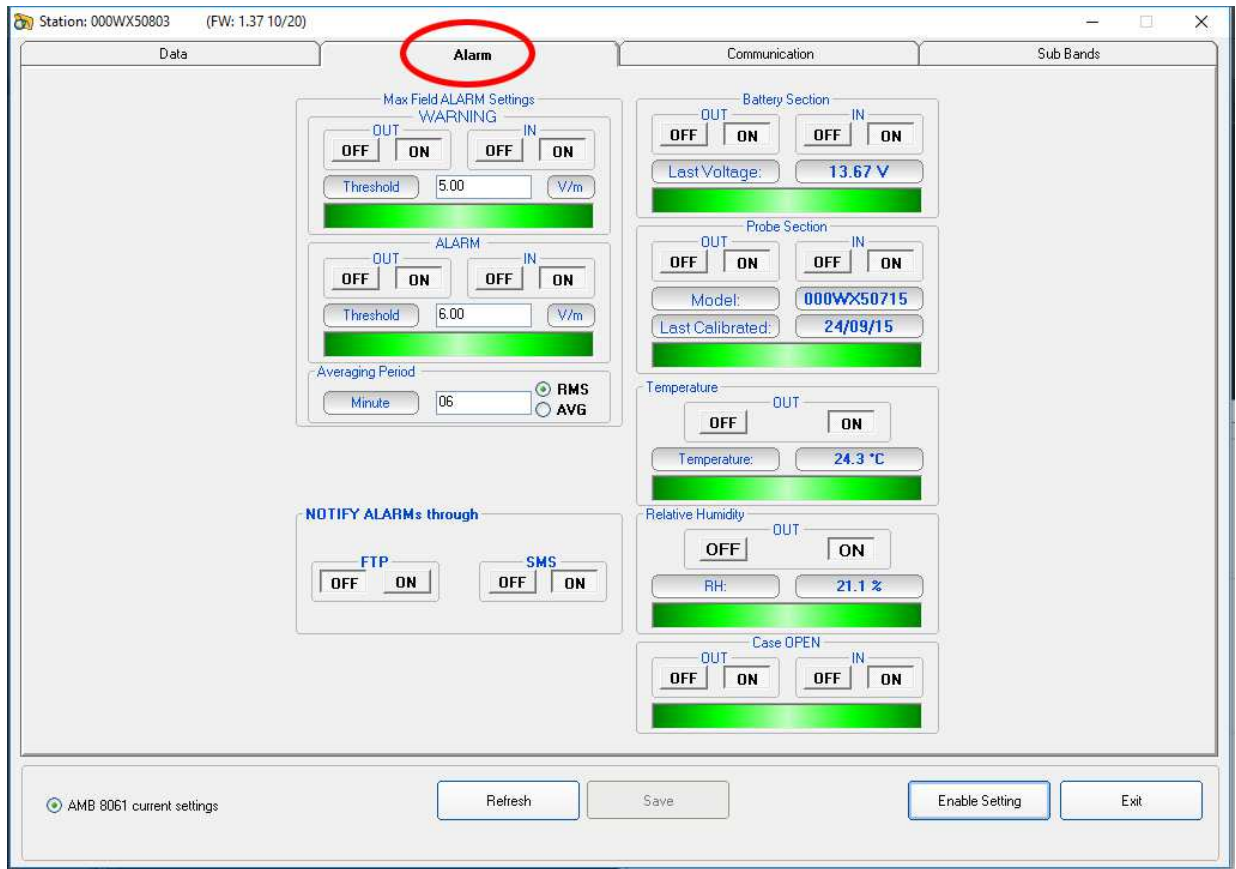 Station: 000WX50803 (FW: 1.37 10/20)
Data Alarm Communication Sub Bands
Max Field ALARM Settings
WARNING
OUT IN
OFF ON OFF ON
Threshold 5.00 V/m
ALARM
OUT IN
OFF ON OFF ON
Threshold 6.00 V/m
Averaging Period
Minute 06 RMS
AVG
NOTIFY ALARMs through
FTP SMS
OFF ON OFF ON
Battery Section
OUT IN
OFF ON OFF ON
Last Voltage: 13.67 V
Probe Section
OUT IN
OFF ON OFF ON
Model: 000WX50715
Last Calibrated: 24/09/15
Temperature
OUT
OFF ON
Temperature: 24.3 °C
Relative Humidity
OUT
OFF ON
RH: 21.1 %
Case OPEN
OUT IN
OFF ON OFF ON
AMB 8061 current settings Refresh Save Enable Setting Exit